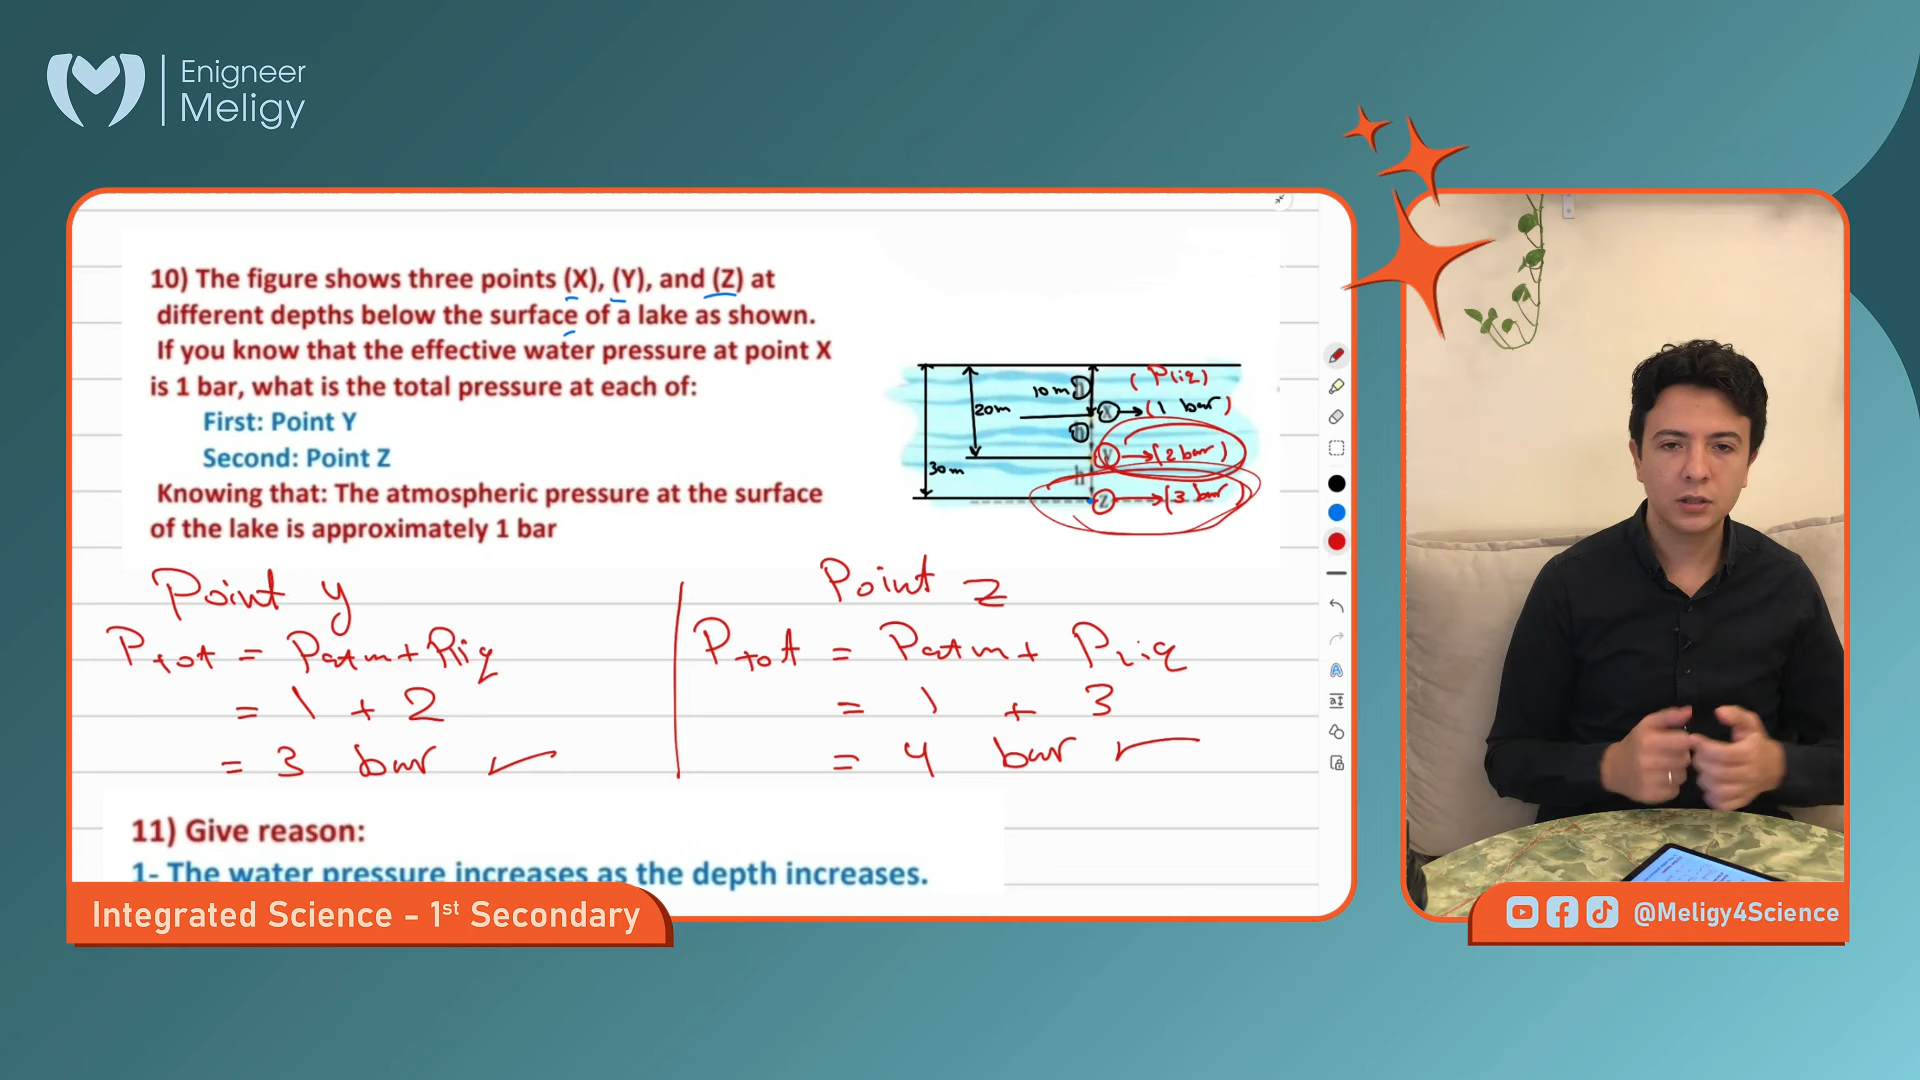 Enigneer
Meligy
10) The figure shows three points (X), (Y), and (Z) at
different depths below the surface of a lake as shown.
If you know that the effective water pressure at point X
is 1 bar, what is the total pressure at each of:
First: Point Y
Second: Point Z
Knowing that: The atmospheric pressure at the surface
of the lake is approximately 1 bar
10m h (Pliq)
20m X → (1 bar)
h
Y → (2 bar)
30m h
Z → (3 bar)
Point y
Ptot = Patm + Pliq
= 1 + 2
= 3 bar ✓
Point Z
Ptot = Patm + Pliq
= 1 + 3
= 4 bar ✓
11) Give reason:
1- The water pressure increases as the depth increases.
Integrated Science - 1st Secondary
@Meligy4Science